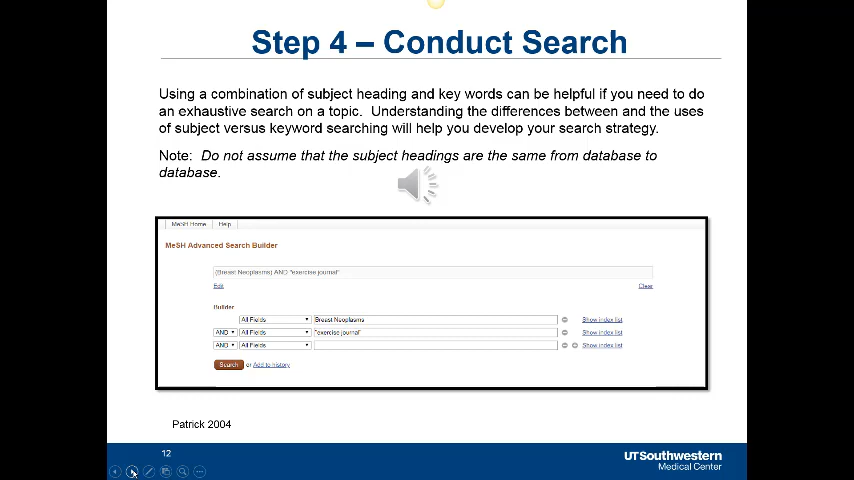 Step 4 – Conduct Search
Using a combination of subject heading and key words can be helpful if you need to do
an exhaustive search on a topic.  Understanding the differences between and the uses
of subject versus keyword searching will help you develop your search strategy.
Note:  Do not assume that the subject headings are the same from database to
database.
MeSH Home Help
MeSH Advanced Search Builder
(Breast Neoplasms) AND "exercise journal"
Edit Clear
Builder
All Fields Breast Neoplasms Show index list
AND All Fields "exercise journal" Show index list
AND All Fields Show index list
Search or Add to history
Patrick 2004
12
UTSouthwestern
Medical Center